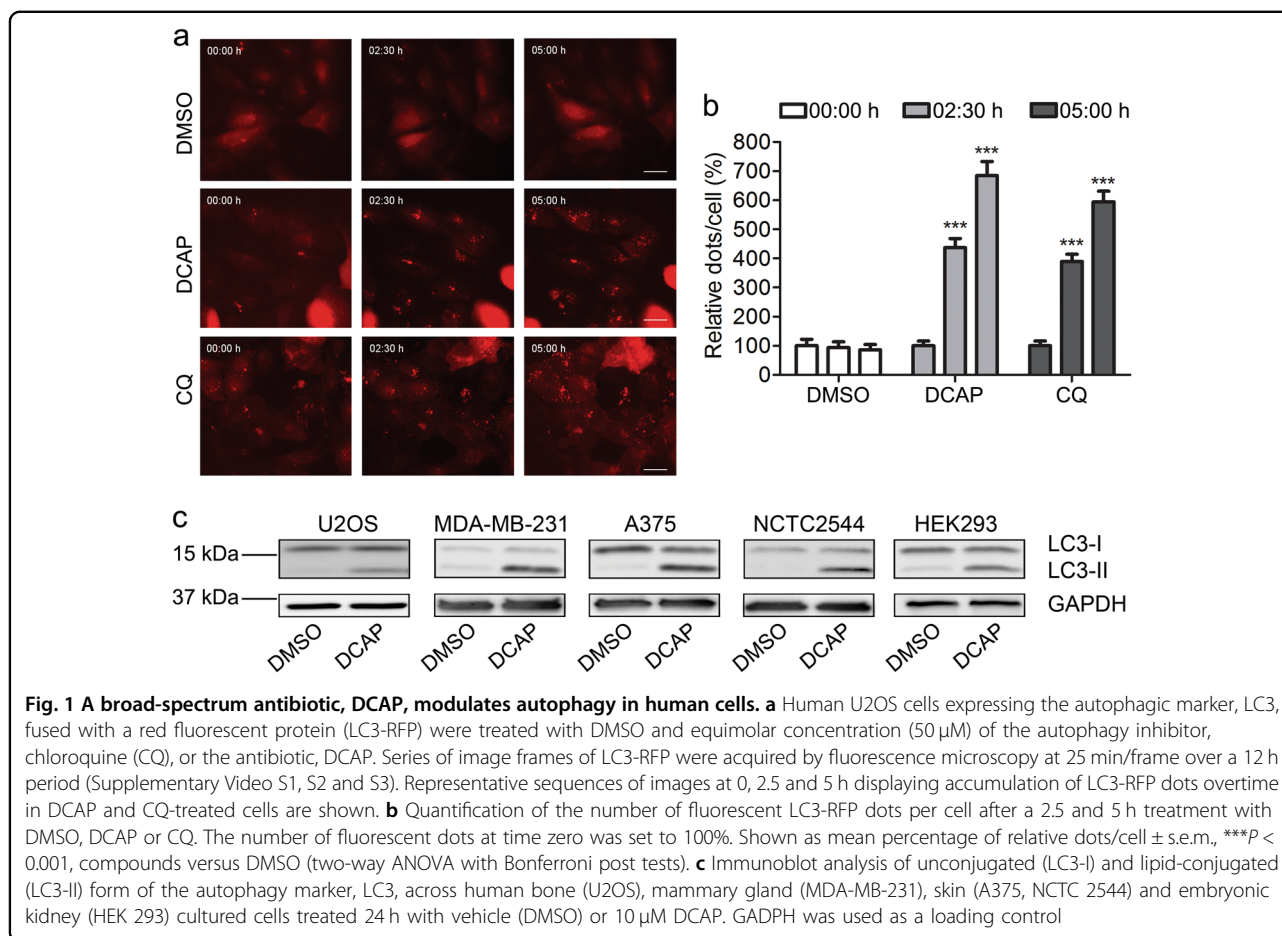 a
00:00 h 02:30 h 05:00 h
DMSO
00:00 h 02:30 h 05:00 h
DCAP
00:00 h 02:30 h 05:00 h
CQ
b
00:00 h 02:30 h 05:00 h
Relative dots/cell (%)
800
700
600
500
400
300
200
100
0
*** *** *** ***
DMSO DCAP CQ
c
U2OS MDA-MB-231 A375 NCTC2544 HEK293
15 kDa LC3-I
LC3-II
37 kDa GAPDH
DMSO DCAP DMSO DCAP DMSO DCAP DMSO DCAP DMSO DCAP
Fig. 1 A broad-spectrum antibiotic, DCAP, modulates autophagy in human cells. a Human U2OS cells expressing the autophagic marker, LC3,
fused with a red fluorescent protein (LC3-RFP) were treated with DMSO and equimolar concentration (50 μM) of the autophagy inhibitor,
chloroquine (CQ), or the antibiotic, DCAP. Series of image frames of LC3-RFP were acquired by fluorescence microscopy at 25 min/frame over a 12 h
period (Supplementary Video S1, S2 and S3). Representative sequences of images at 0, 2.5 and 5 h displaying accumulation of LC3-RFP dots overtime
in DCAP and CQ-treated cells are shown. b Quantification of the number of fluorescent LC3-RFP dots per cell after a 2.5 and 5 h treatment with
DMSO, DCAP or CQ. The number of fluorescent dots at time zero was set to 100%. Shown as mean percentage of relative dots/cell ± s.e.m., ***P <
0.001, compounds versus DMSO (two-way ANOVA with Bonferroni post tests). c Immunoblot analysis of unconjugated (LC3-I) and lipid-conjugated
(LC3-II) form of the autophagy marker, LC3, across human bone (U2OS), mammary gland (MDA-MB-231), skin (A375, NCTC 2544) and embryonic
kidney (HEK 293) cultured cells treated 24 h with vehicle (DMSO) or 10 μM DCAP. GADPH was used as a loading control